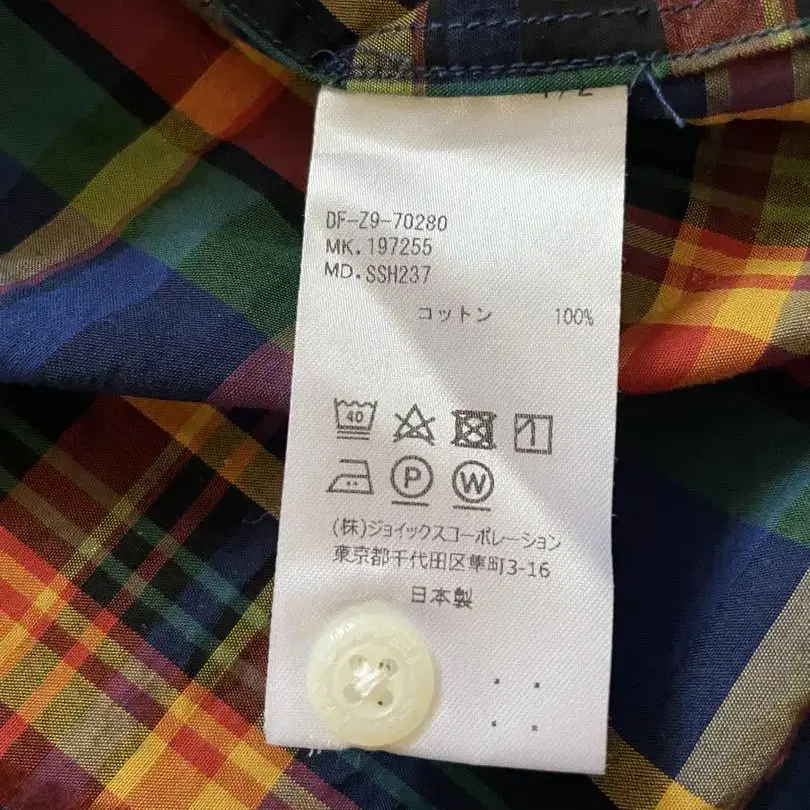 DF-Z9-70280
MK.197255
MD.SSH237
コットン 100%
40
P W
(株)ジョイックスコーポレーション
東京都千代田区隼町3-16
日本製